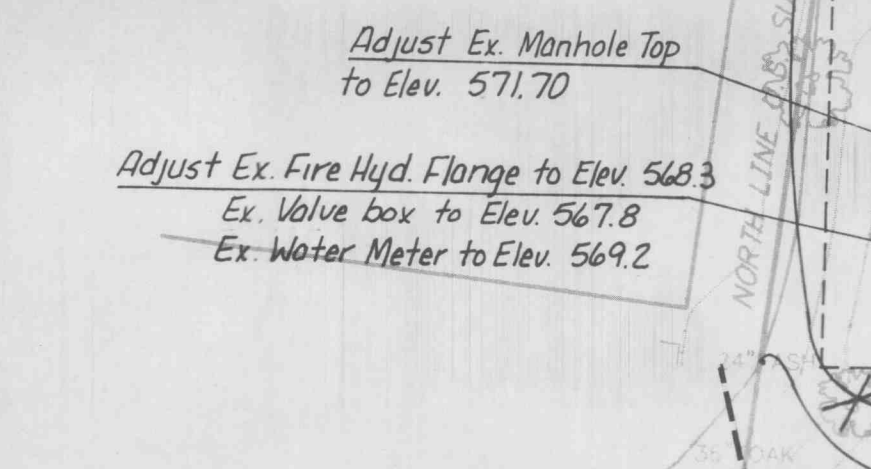 Adjust Ex. Manhole Top
to Elev. 571.70
Adjust Ex. Fire Hyd. Flange to Elev. 568.3
Ex. Valve box to Elev. 567.8
Ex. Water Meter to Elev. 569.2
NORTH LINE O.B.
24" ASH
36" OAK